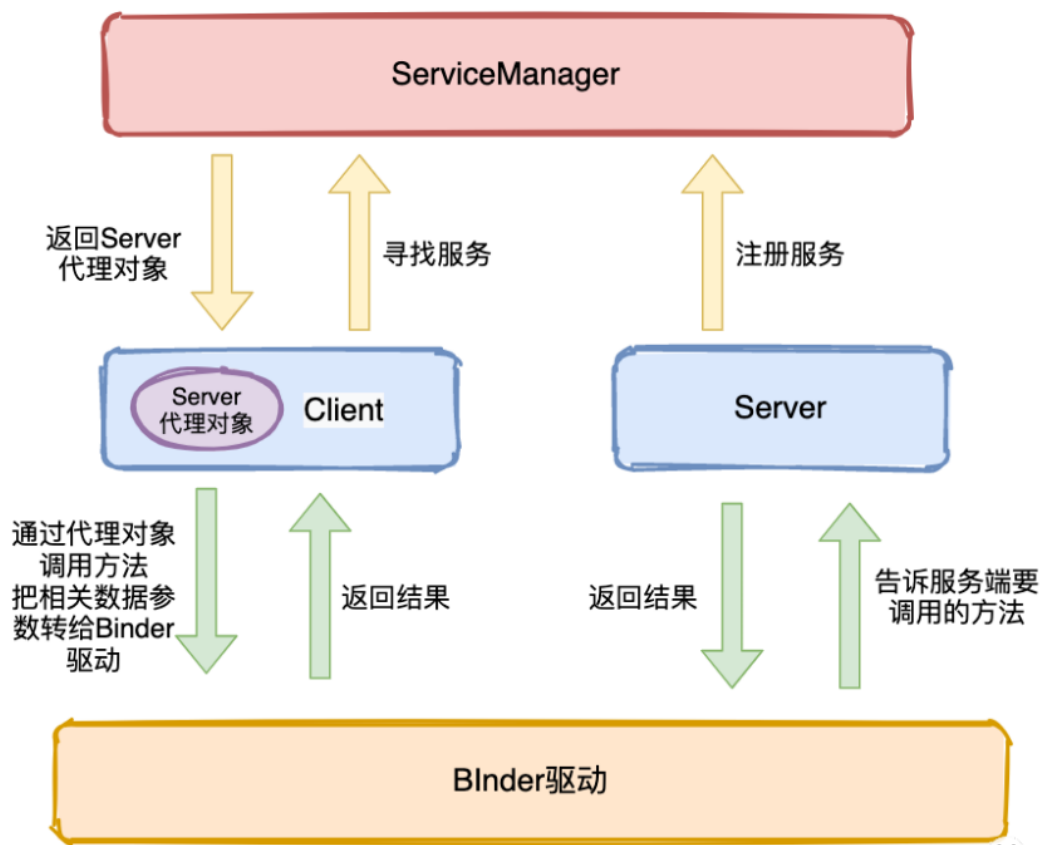 ServiceManager
返回Server
代理对象
寻找服务
注册服务
Server
代理对象
Client
Server
通过代理对象
调用方法
把相关数据参
数转给Binder
驱动
返回结果
返回结果
告诉服务端要
调用的方法
BInder驱动